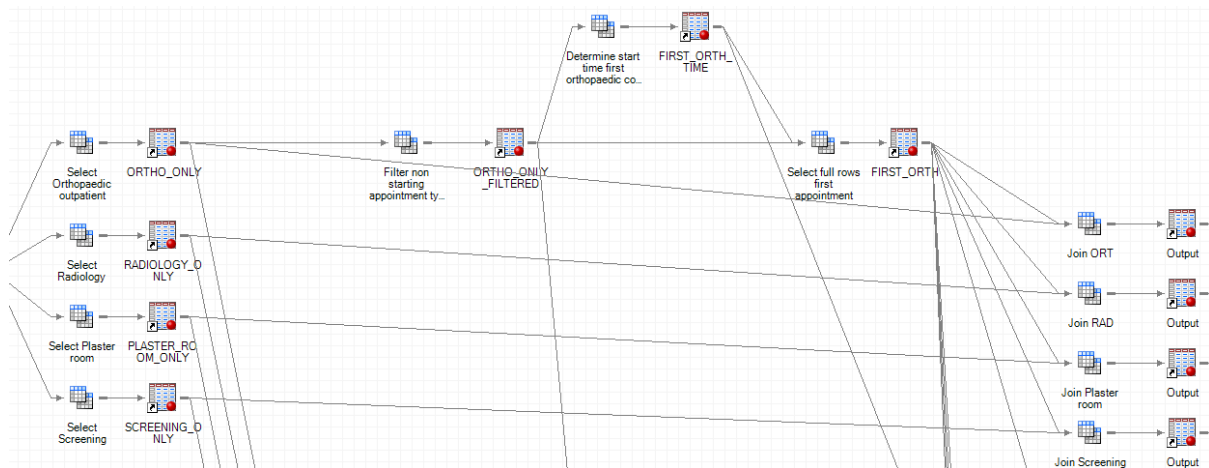 Determine start
time first
orthopaedic co...
FIRST_ORTH_
TIME
Select
Orthopaedic
outpatient
ORTHO_ONLY
Filter non
starting
appointment ty...
ORTHO_ONLY
_FILTERED
Select full rows
first
appointment
FIRST_ORTH
Join ORT
Output
Select
Radiology
RADIOLOGY_O
NLY
Join RAD
Output
Select Plaster
room
PLASTER_RO
OM_ONLY
Join Plaster
room
Output
Select
Screening
SCREENING_O
NLY
Join Screening
Output